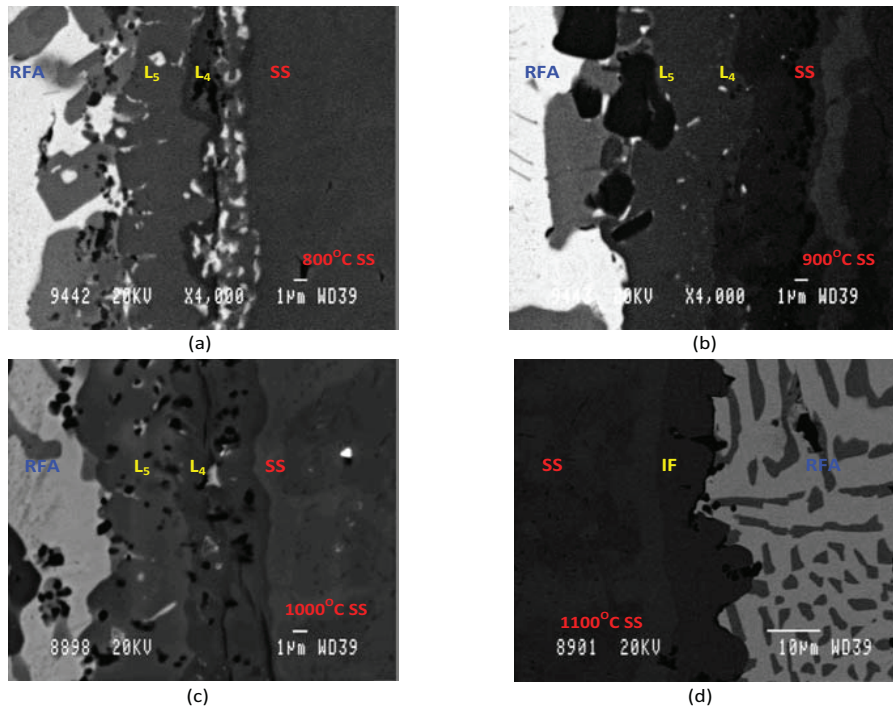 RFA L₅ L₄ SS
800°C SS
9442 20KV X4,000 1μm WD39
(a)
RFA L₅ L₄ SS
900°C SS
20KV X4,000 1μm WD39
(b)
RFA L₅ L₄ SS
1000°C SS
8898 20KV 1μm WD39
(c)
SS IF RFA
1100°C SS
8901 20KV 10μm WD39
(d)